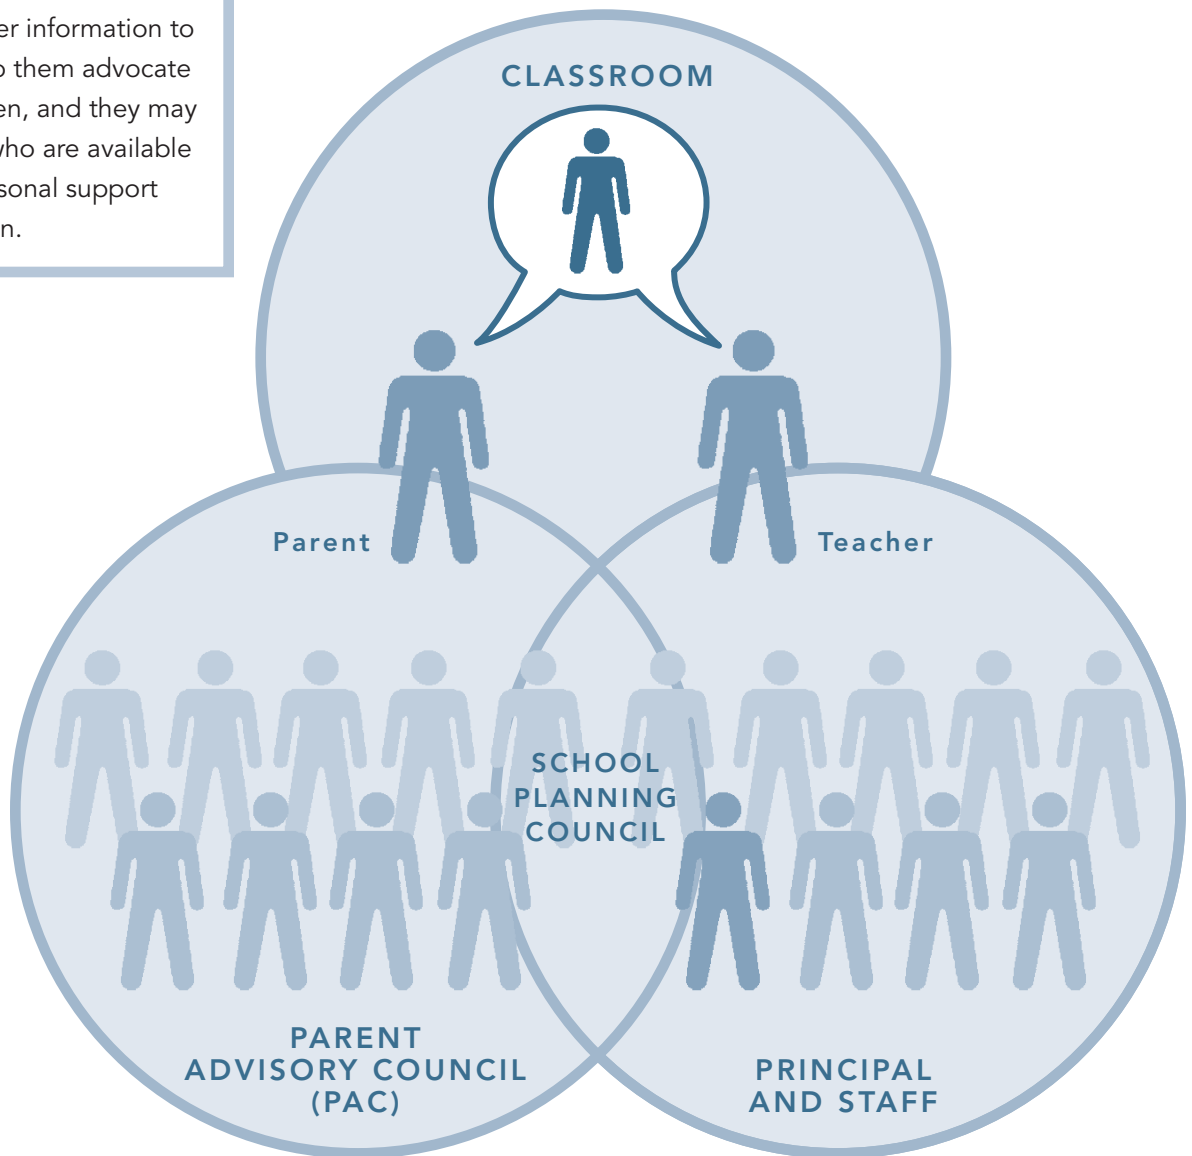 er information to
them advocate
en, and they may
who are available
sonal support
n.
CLASSROOM
Parent
Teacher
SCHOOL
PLANNING
COUNCIL
PARENT
ADVISORY COUNCIL
(PAC)
PRINCIPAL
AND STAFF